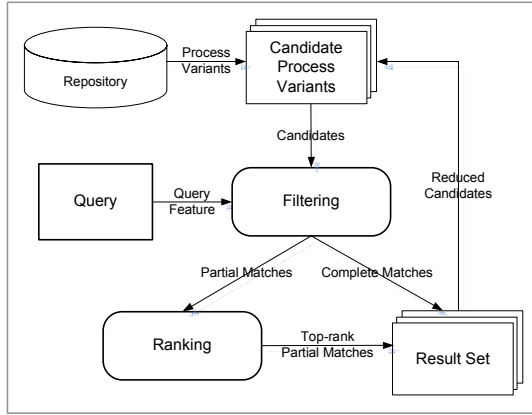 Repository
Process
Variants
Candidate
Process
Variants
Candidates
Query
Query
Feature
Filtering
Reduced
Candidates
Partial Matches
Complete Matches
Ranking
Top-rank
Partial Matches
Result Set